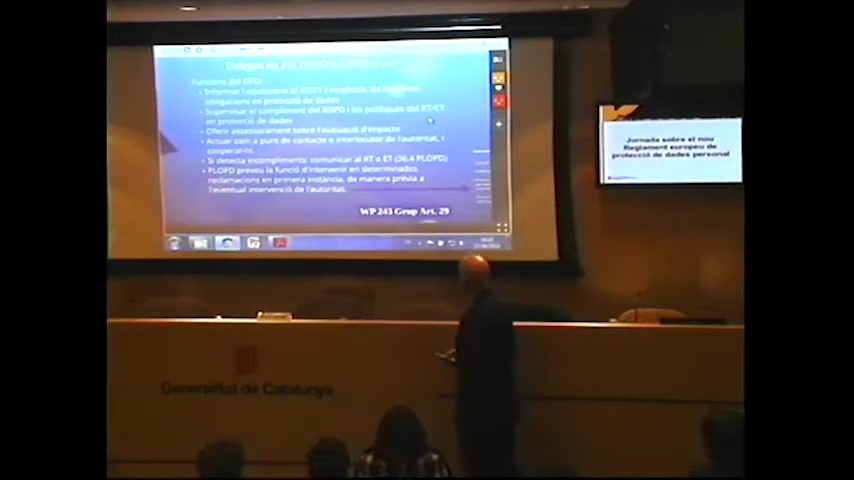 Funcions del DPD:
Informar i assessorar al RT/ET i empleats, de les
obligacions en protecció de dades
Supervisar el compliment del RGPD i les polítiques del RT/ET
en protecció de dades
Oferir assessorament sobre l'avaluació d'impacte
Actuar com a punt de contacte o interlocutor de l'autoritat, i
cooperar-hi.
Si detecta incompliments: comunicar al RT o ET (36.4 PLOPD)
PLOPD preveu la funció d'intervenir en determinades
reclamacions en primera instància, de manera prèvia a
l'eventual intervenció de l'autoritat.
WP 243 Grup Art. 29
Jornada sobre el nou
Reglament europeu de
protecció de dades personal
Generalitat de Catalunya